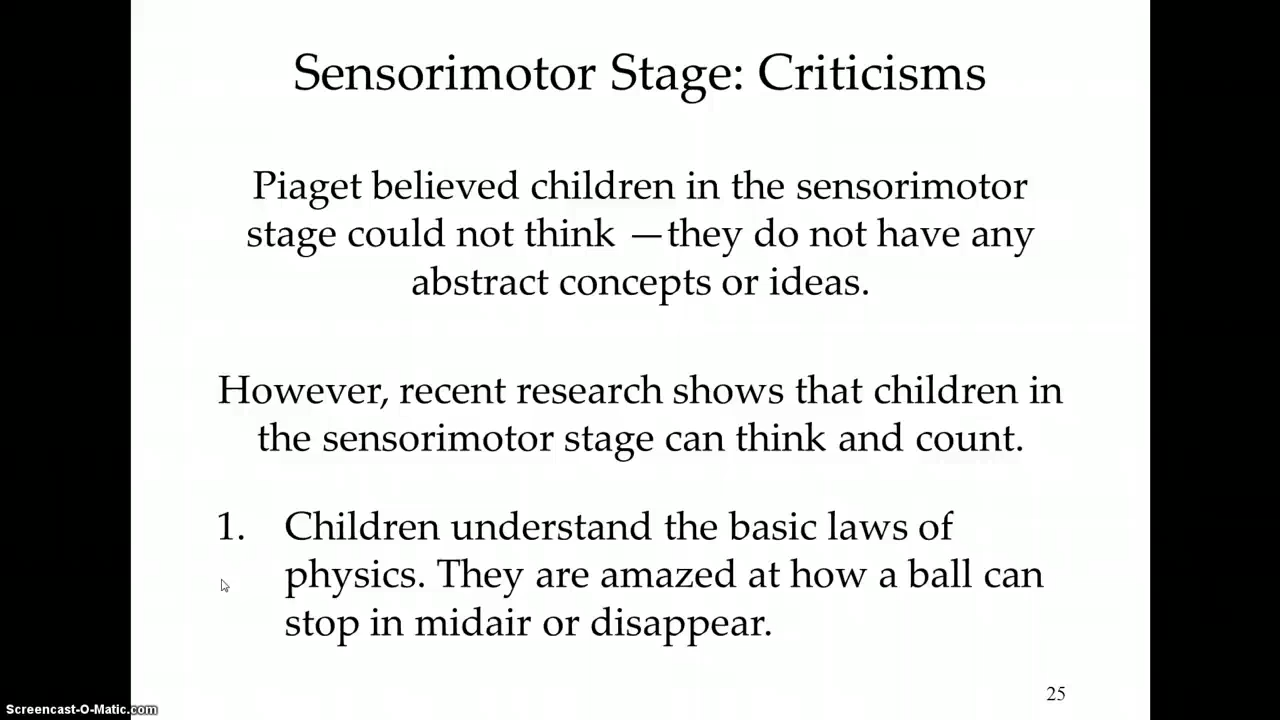 Sensorimotor Stage: Criticisms
Piaget believed children in the sensorimotor
stage could not think —they do not have any
abstract concepts or ideas.
However, recent research shows that children in
the sensorimotor stage can think and count.
1. Children understand the basic laws of
physics. They are amazed at how a ball can
stop in midair or disappear.
25
Screencast-O-Matic.com